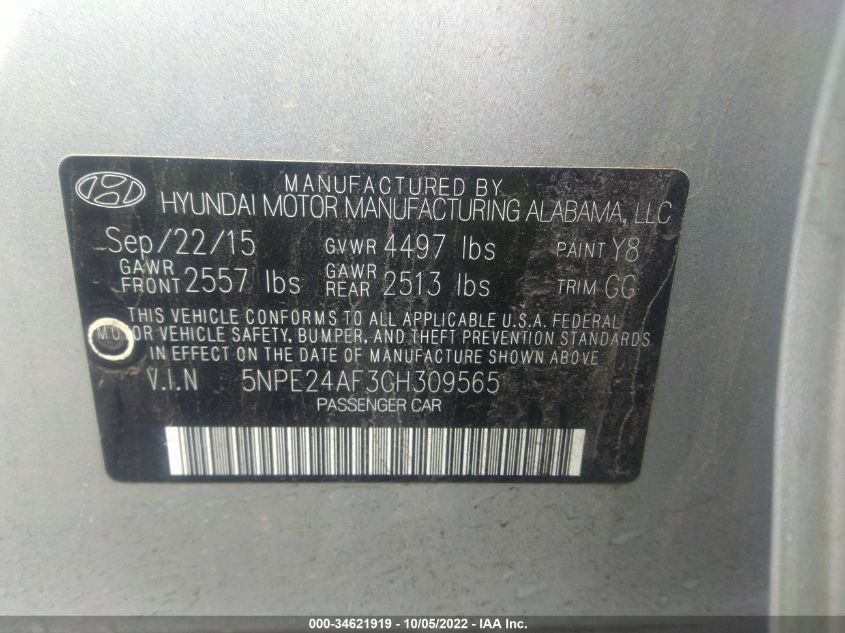 MANUFACTURED BY
HYUNDAI MOTOR MANUFACTURING ALABAMA, LLC
Sep/22/15 GVWR 4497 lbs PAINT Y8
GAWR FRONT 2557 lbs GAWR REAR 2513 lbs TRIM GG
THIS VEHICLE CONFORMS TO ALL APPLICABLE U.S.A. FEDERAL
MOTOR VEHICLE SAFETY, BUMPER, AND THEFT PREVENTION STANDARDS
IN EFFECT ON THE DATE OF MANUFACTURE SHOWN ABOVE.
V.I.N 5NPE24AF3GH309565
PASSENGER CAR
000-34621919 - 10/05/2022 - IAA Inc.